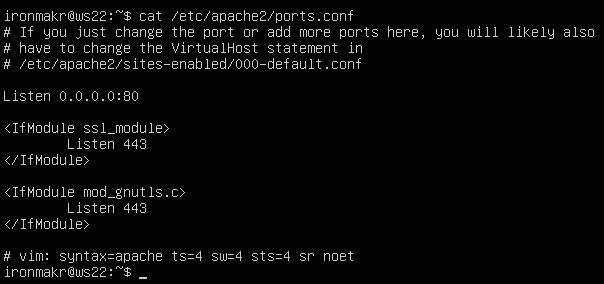 ironmakr@ws22:~$ cat /etc/apache2/ports.conf
# If you just change the port or add more ports here, you will likely also
# have to change the VirtualHost statement in
# /etc/apache2/sites-enabled/000-default.conf
Listen 0.0.0.0:80
<IfModule ssl_module>
Listen 443
</IfModule>
<IfModule mod_gnutls.c>
Listen 443
</IfModule>
# vim: syntax=apache ts=4 sw=4 sts=4 sr noet
ironmakr@ws22:~$ _